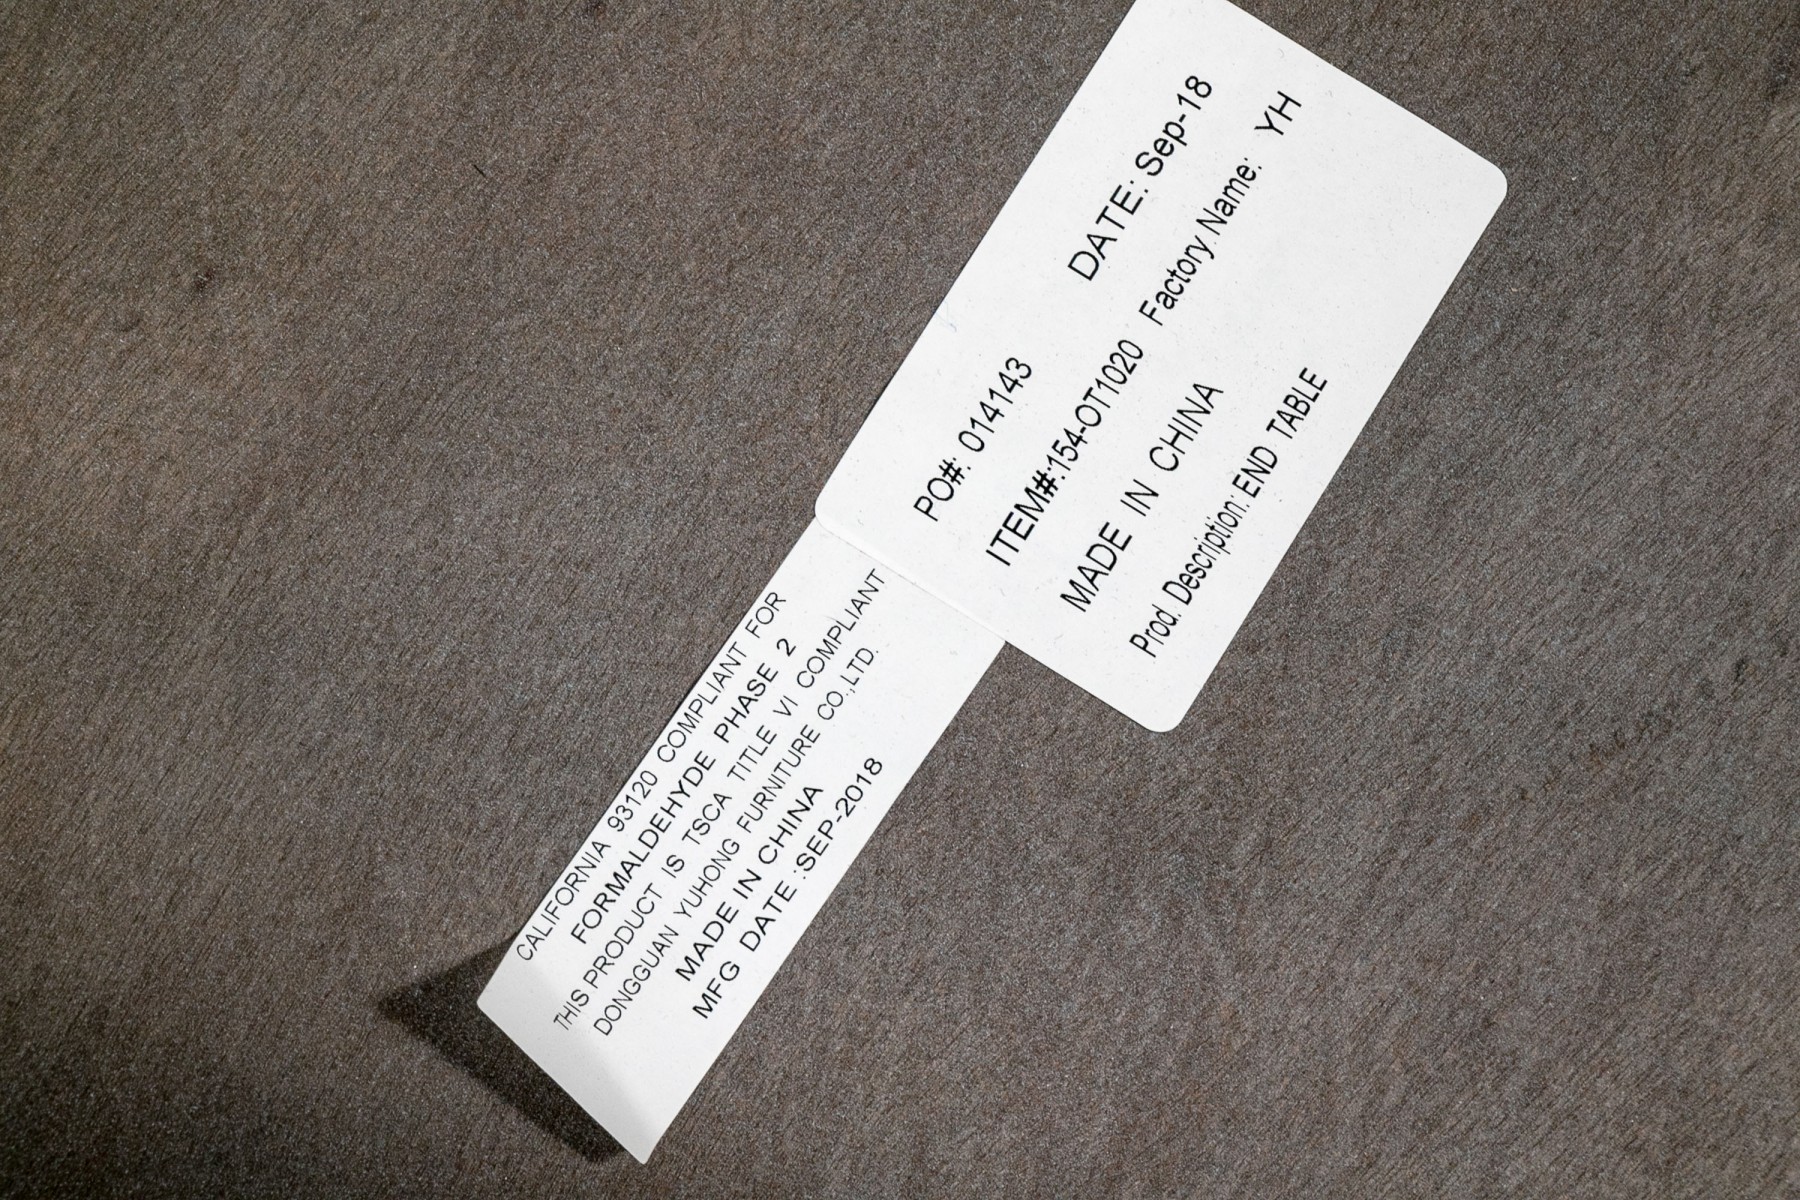 PO#: 014143 DATE: Sep-18
ITEM#:154-OT1020 Factory Name: YH
MADE IN CHINA
Prod. Description: END TABLE
CALIFORNIA 93120 COMPLIANT FOR
FORMALDEHYDE PHASE 2
THIS PRODUCT IS TSCA TITLE VI COMPLIANT
DONGGUAN YUHONG FURNITURE CO.,LTD.
MADE IN CHINA
MFG DATE :SEP-2018